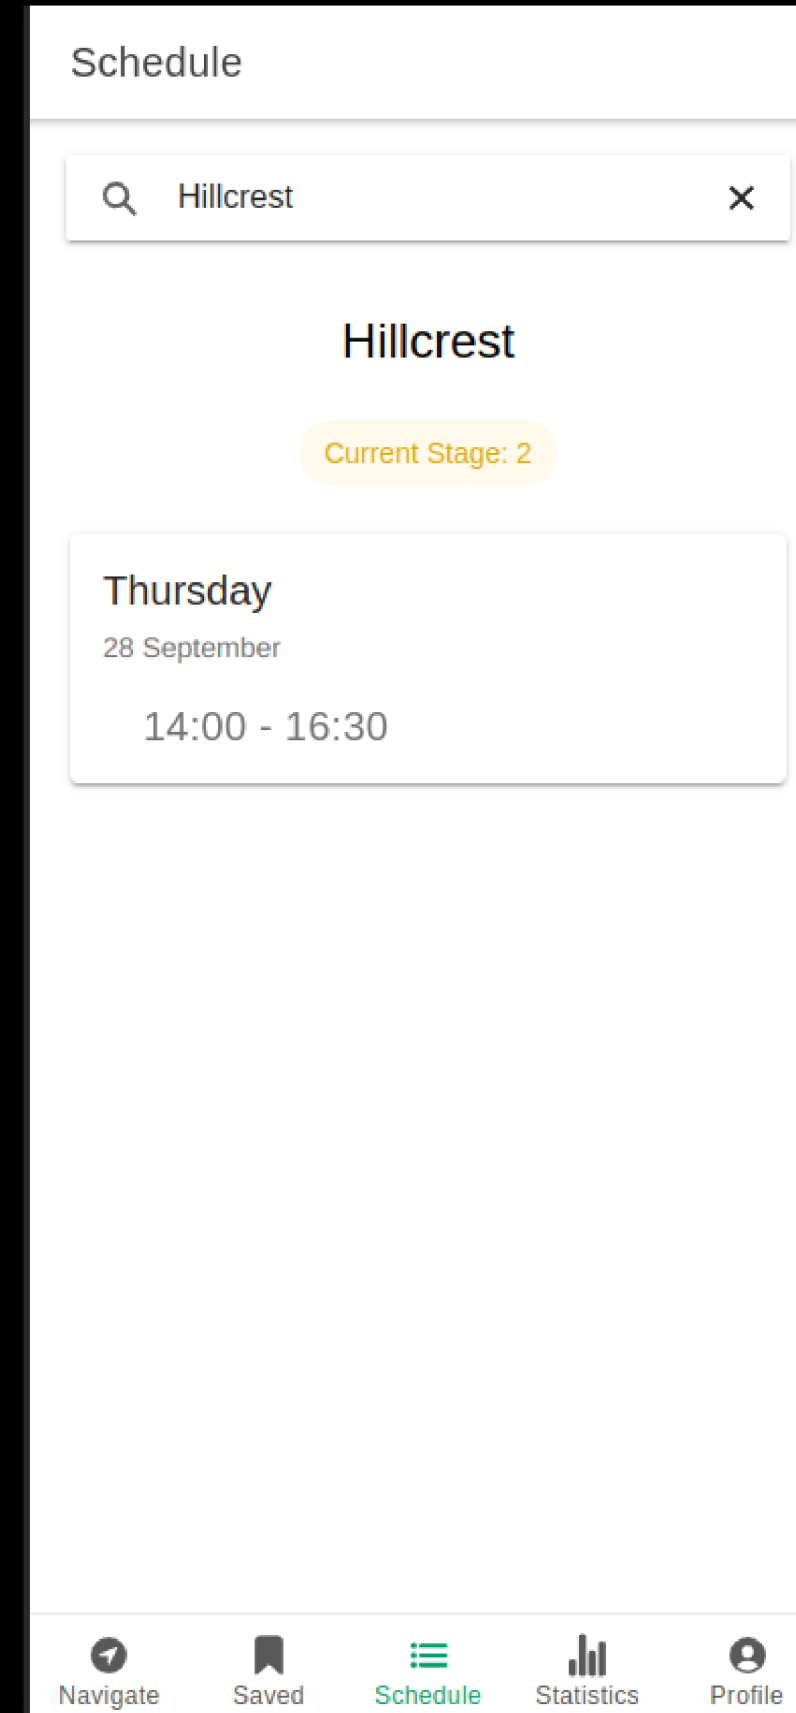 Schedule
Hillcrest
Hillcrest
Current Stage: 2
Thursday
28 September
14:00 - 16:30
Navigate Saved Schedule Statistics Profile